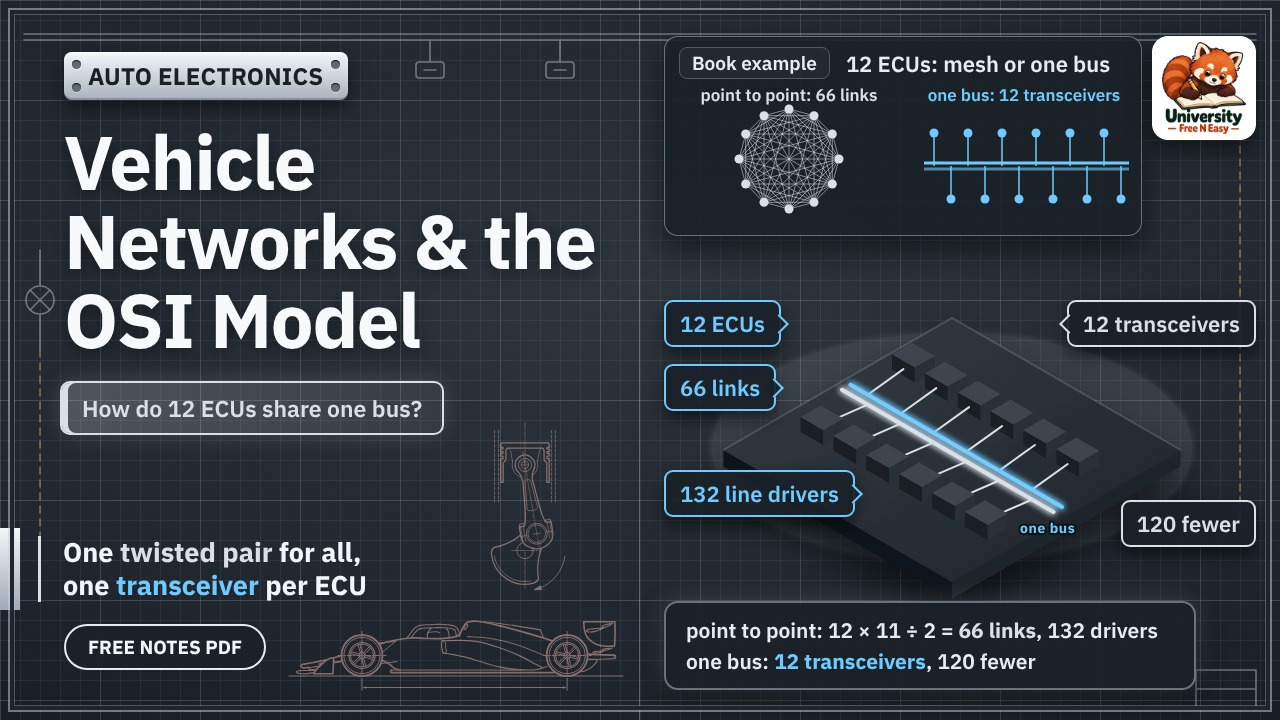 AUTO ELECTRONICS
Vehicle
Networks & the
OSI Model
How do 12 ECUs share one bus?
One twisted pair for all,
one transceiver per ECU
FREE NOTES PDF
Book example
12 ECUs: mesh or one bus
point to point: 66 links
one bus: 12 transceivers
University
Free N Easy
12 ECUs
12 transceivers
66 links
132 line drivers
120 fewer
one bus
point to point: 12 × 11 ÷ 2 = 66 links, 132 drivers
one bus: 12 transceivers, 120 fewer